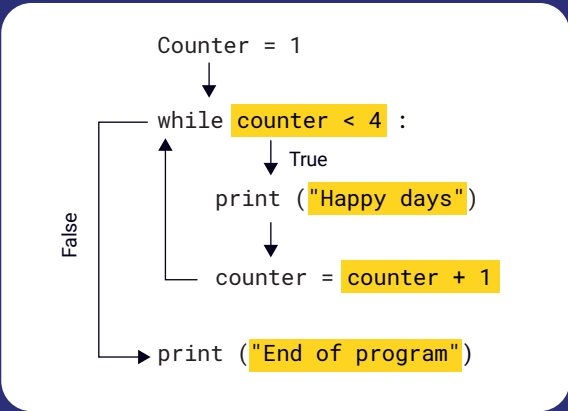 Counter = 1
while counter < 4 :
True
print ("Happy days")
False
counter = counter + 1
print ("End of program")